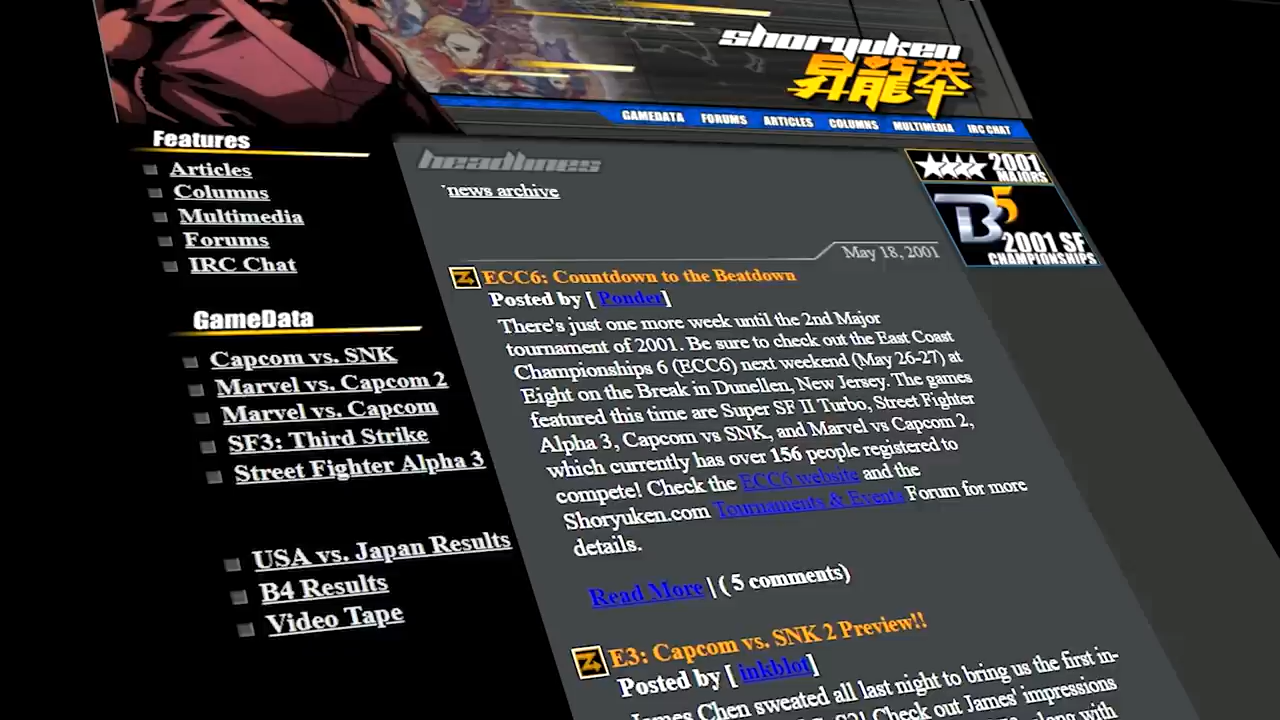 shoryuken
昇龍拳
GAMEDATA FORUMS ARTICLES COLUMNS MULTIMEDIA IRC CHAT
Features
Articles
Columns
Multimedia
Forums
IRC Chat
GameData
Capcom vs. SNK
Marvel vs. Capcom 2
Marvel vs. Capcom
SF3: Third Strike
Street Fighter Alpha 3
USA vs. Japan Results
B4 Results
Video Tape
headlines
news archive
May 18, 2001
ECC6: Countdown to the Beatdown
Posted by [ Ponder]
There's just one more week until the 2nd Major
tournament of 2001. Be sure to check out the East Coast
Championships 6 (ECC6) next weekend (May 26-27) at
Eight on the Break in Dunellen, New Jersey. The games
featured this time are Super SF II Turbo, Street Fighter
Alpha 3, Capcom vs SNK, and Marvel vs Capcom 2,
which currently has over 156 people registered to
compete! Check the ECC6 website and the
Shoryuken.com Tournaments & Events Forum for more
details.
Read More | ( 5 comments)
E3: Capcom vs. SNK 2 Preview!!
Posted by [ inkblot]
James Chen sweated all last night to bring us the first in-
S2! Check out James' impressions
along with
2001
MAJORS
B5
2001 SF
CHAMPIONSHIPS